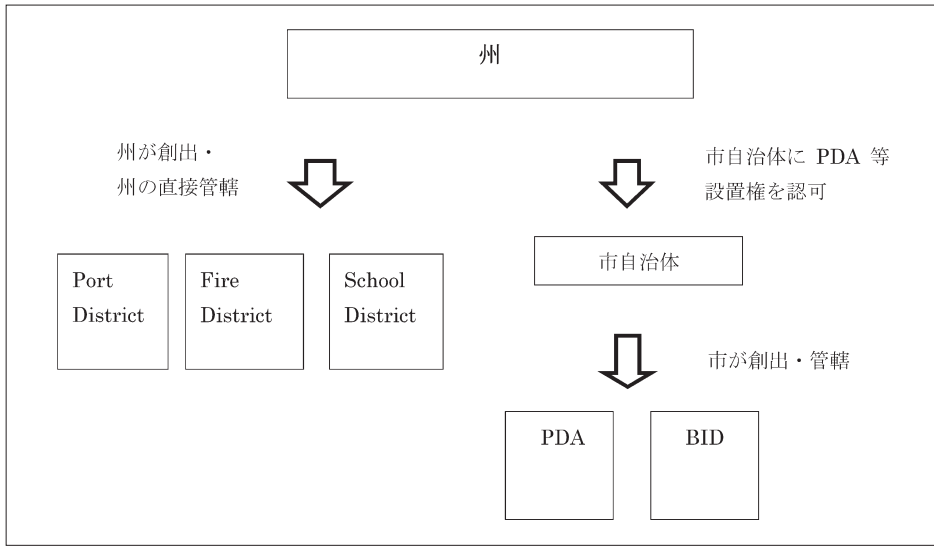 州
州が創出・
州の直接管轄
市自治体に PDA 等
設置権を認可
Port
District
Fire
District
School
District
市自治体
市が創出・管轄
PDA
BID